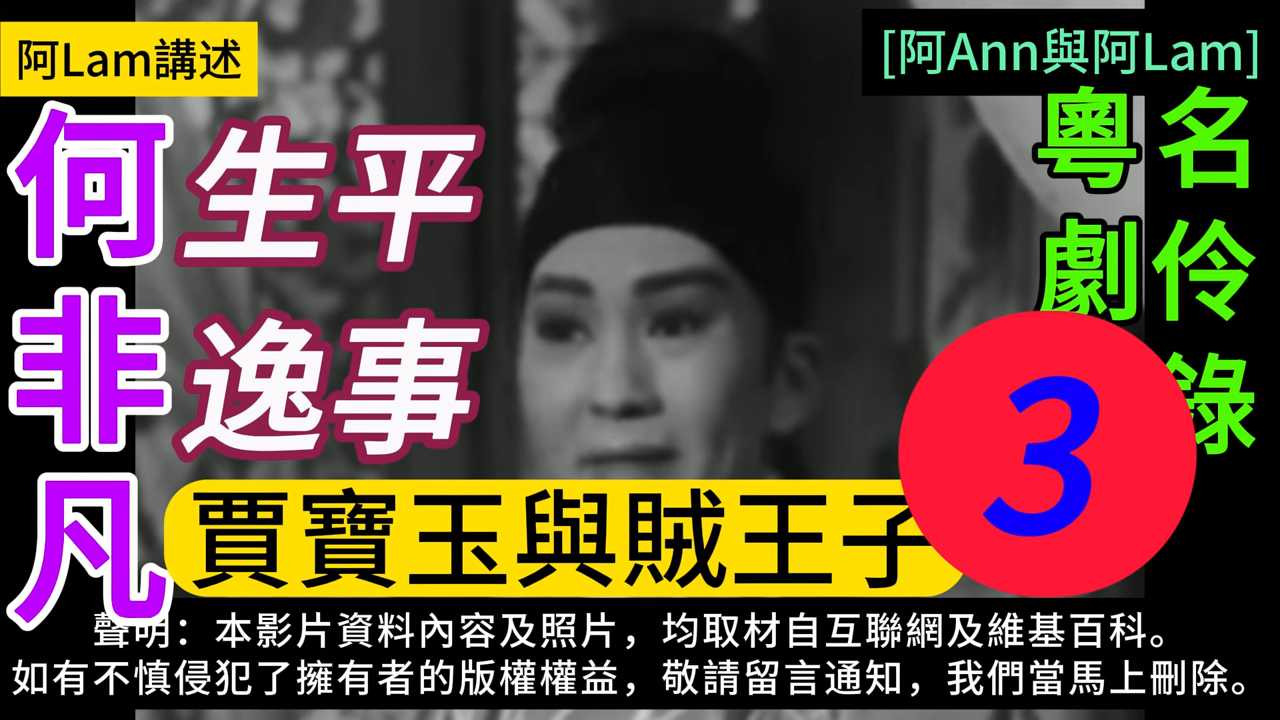 阿Lam講述
[阿Ann與阿Lam]
何非凡
生平
逸事
粵劇
名伶錄
賈寶玉與賊王子
3
聲明：本影片資料內容及照片，均取材自互聯網及維基百科。
如有不慎侵犯了擁有者的版權權益，敬請留言通知，我們當馬上刪除。